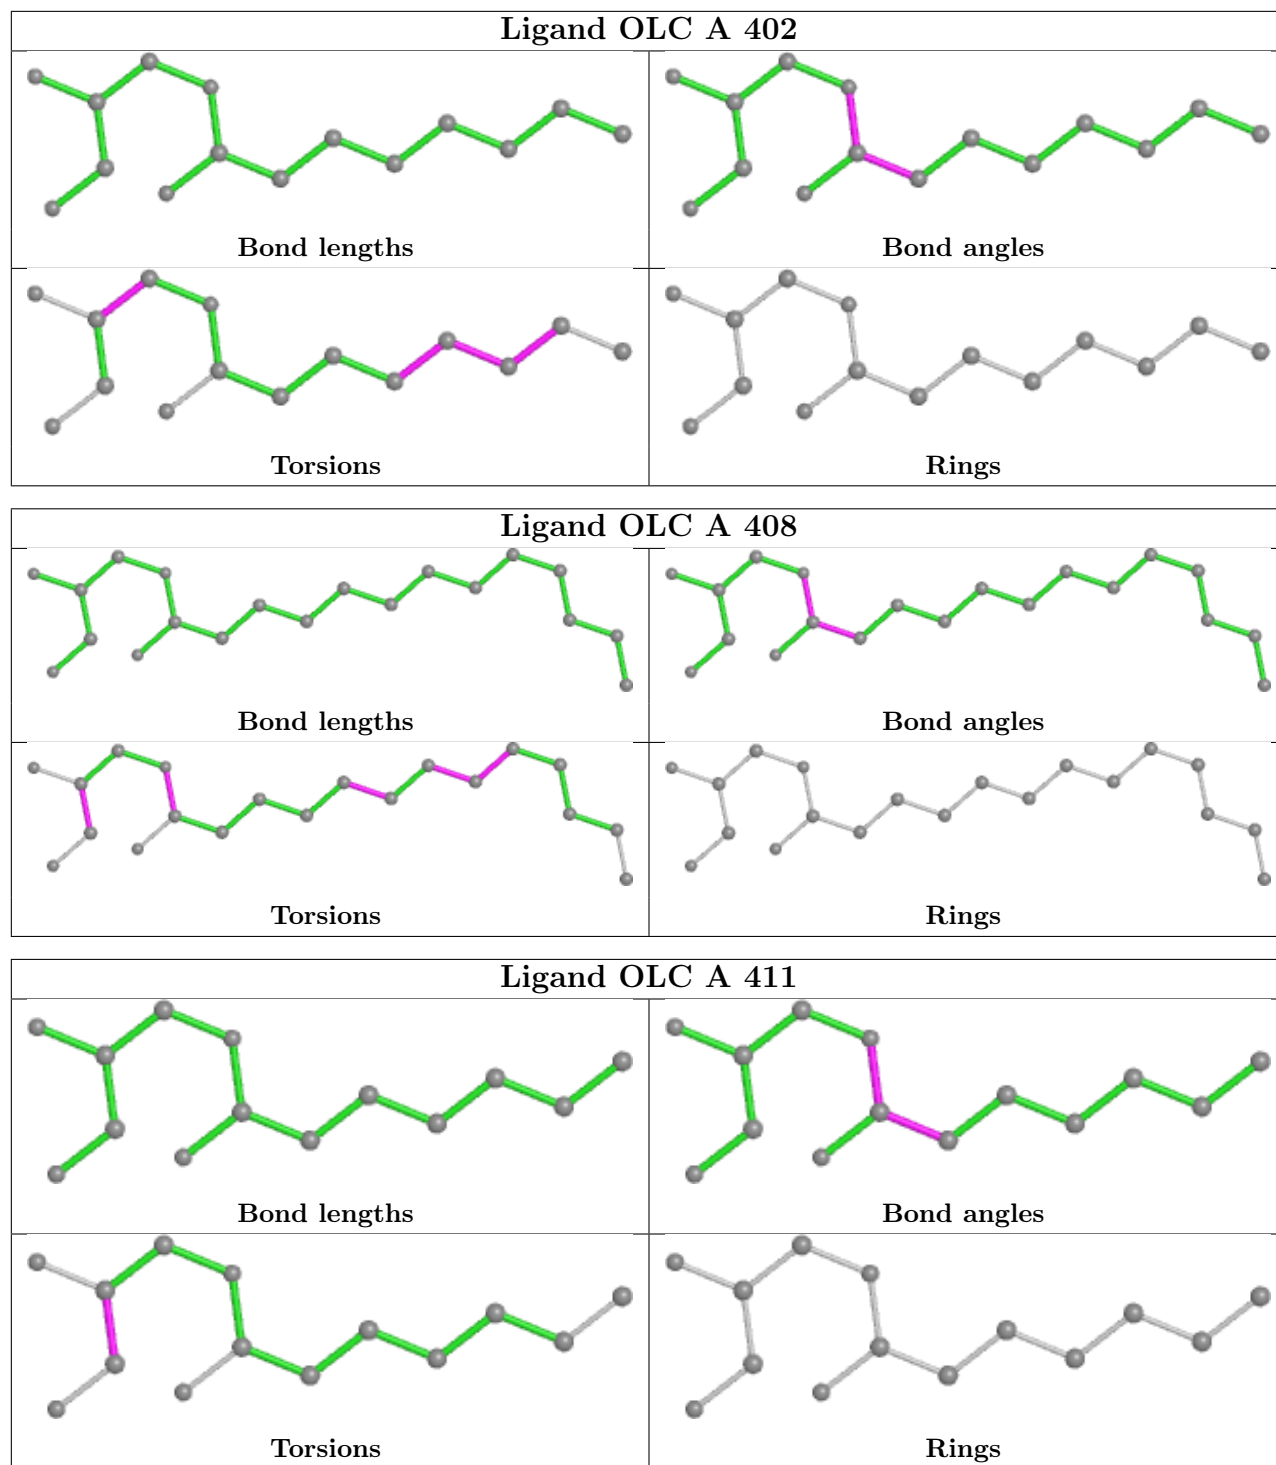 Ligand OLC A 402
Bond lengths
Bond angles
Torsions
Rings
Ligand OLC A 408
Bond lengths
Bond angles
Torsions
Rings
Ligand OLC A 411
Bond lengths
Bond angles
Torsions
Rings